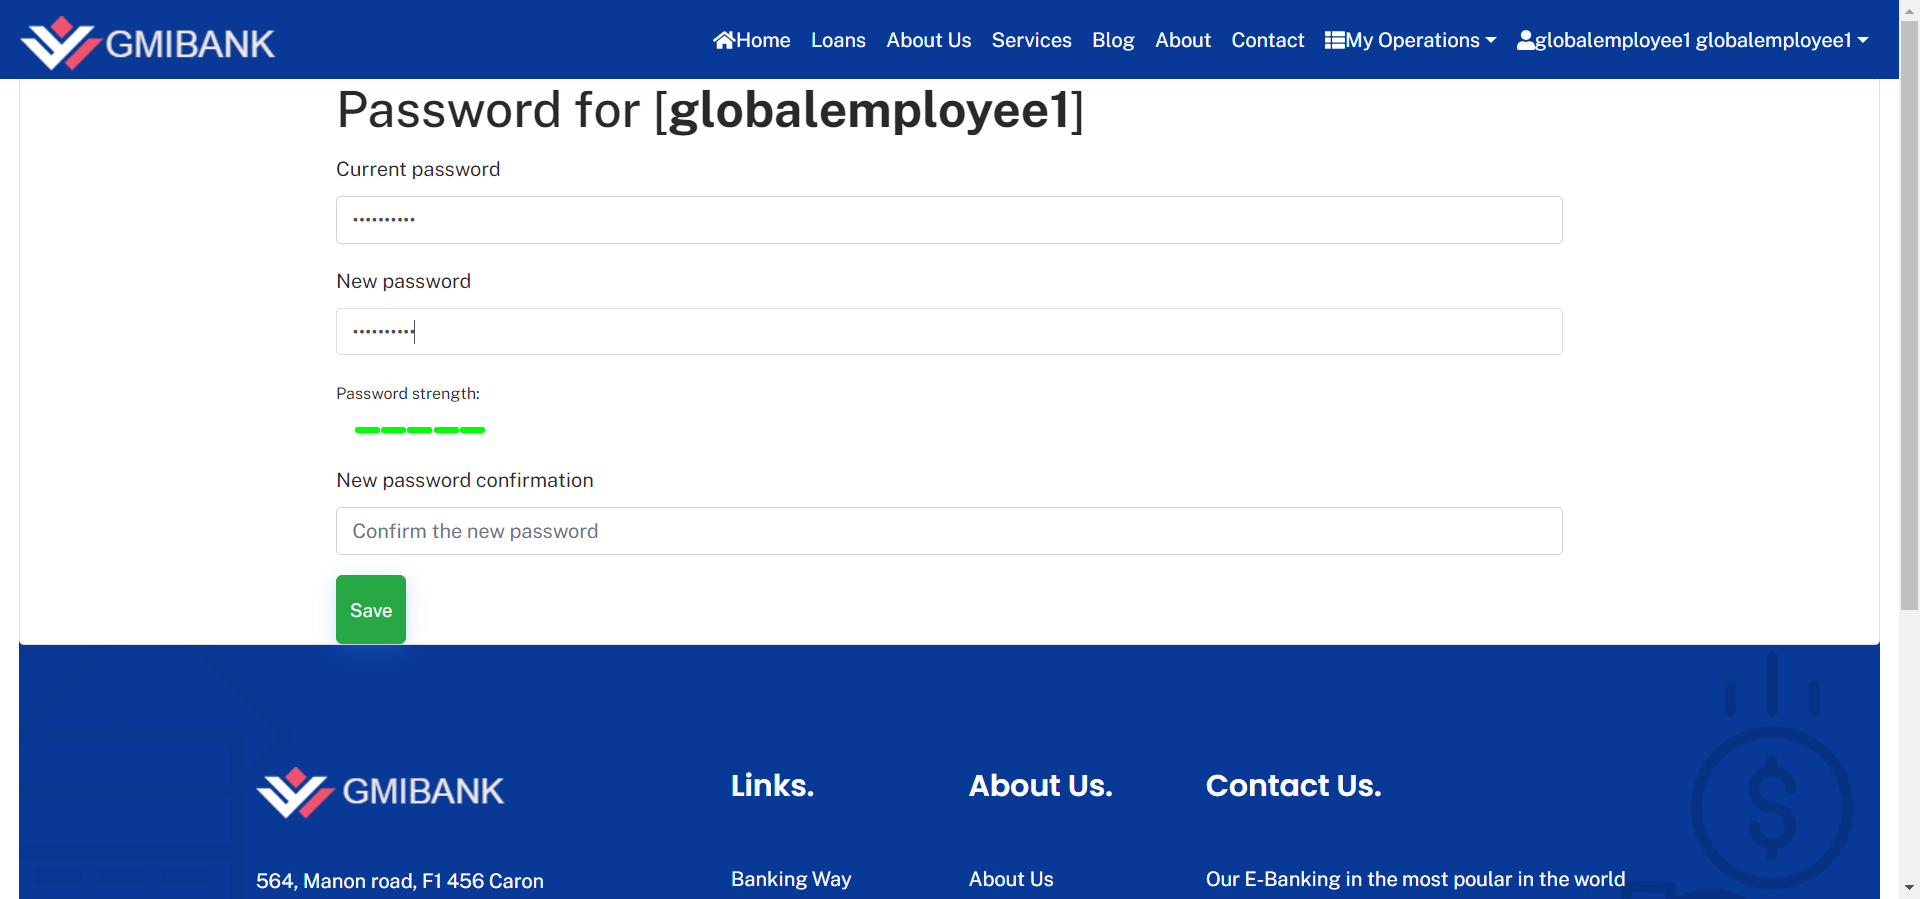 GMIBANK
Home Loans About Us Services Blog About Contact My Operations globalemployee1 globalemployee1
Password for [globalemployee1]
Current password
••••••••••
New password
••••••••••
Password strength:
New password confirmation
Confirm the new password
Save
GMIBANK
Links. About Us. Contact Us.
564, Manon road, F1 456 Caron
Banking Way About Us Our E-Banking in the most poular in the world